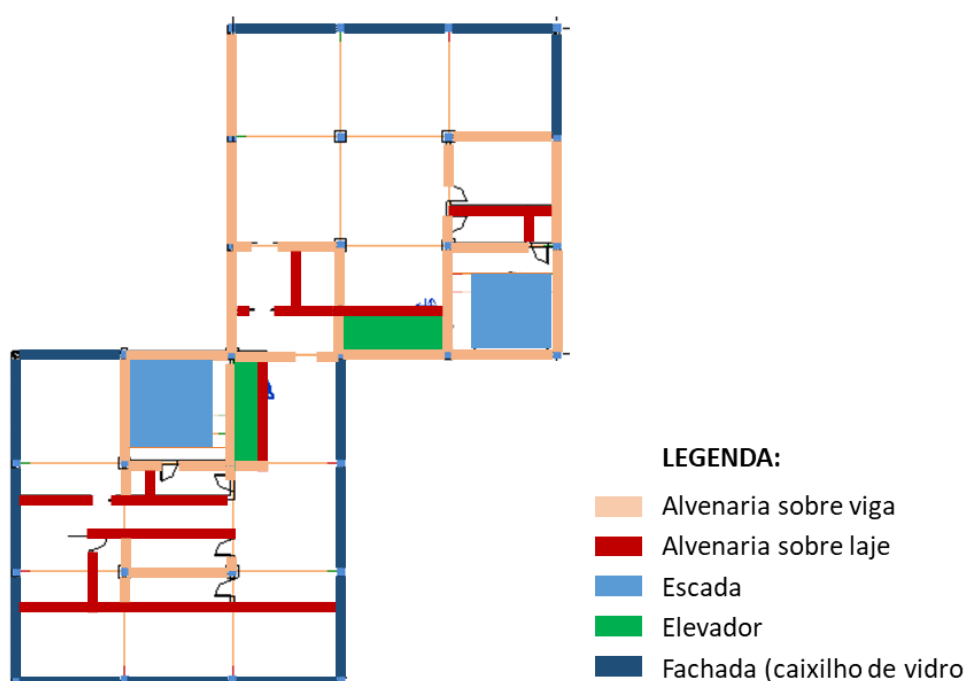 LEGENDA:
Alvenaria sobre viga
Alvenaria sobre laje
Escada
Elevador
Fachada (caixilho de vidro